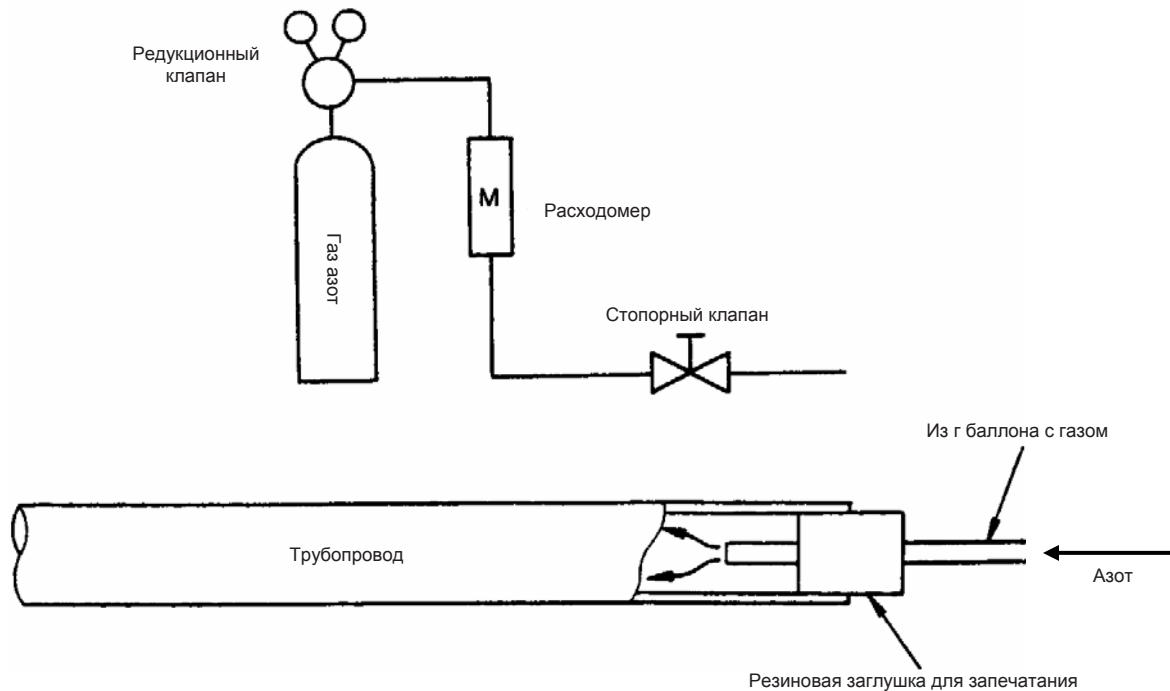 Редукционный
клапан
Газ азот
М
Расходомер
Стопорный клапан
Из г баллона с газом
Трубопровод
Азот
Резиновая заглушка для запечатания